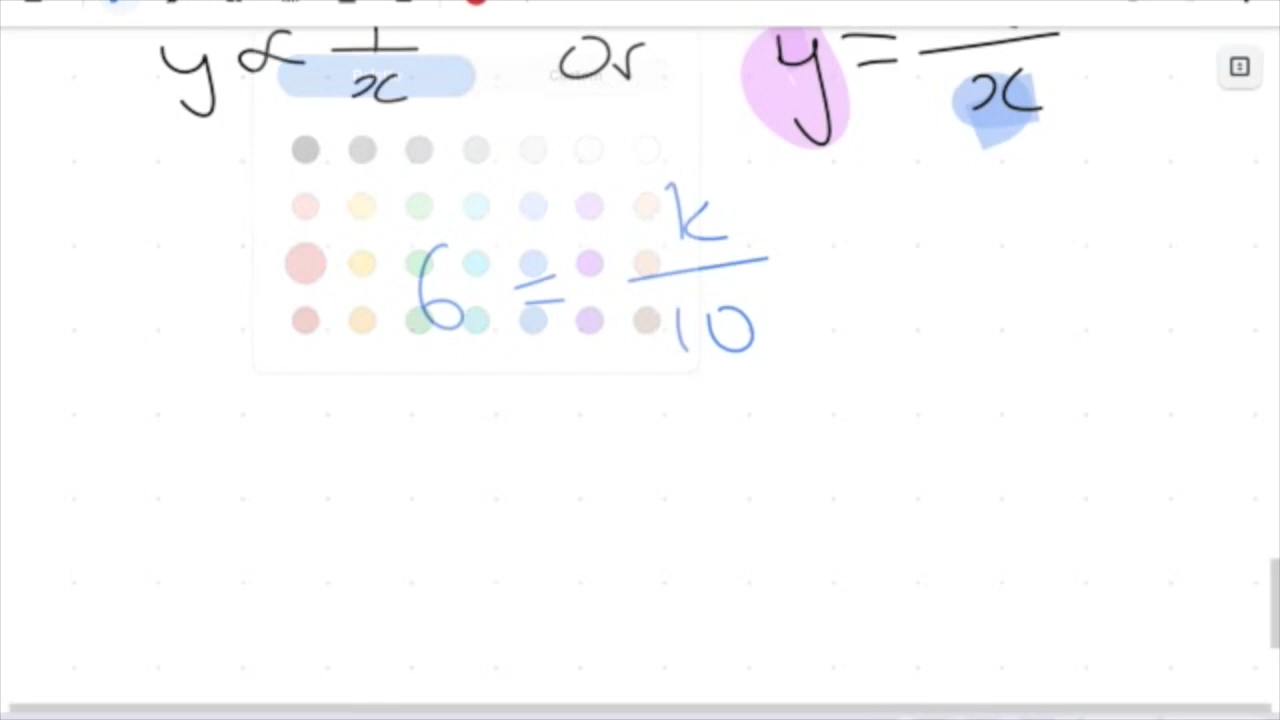 y ∝ 1/x or y = /x
6 = k/10